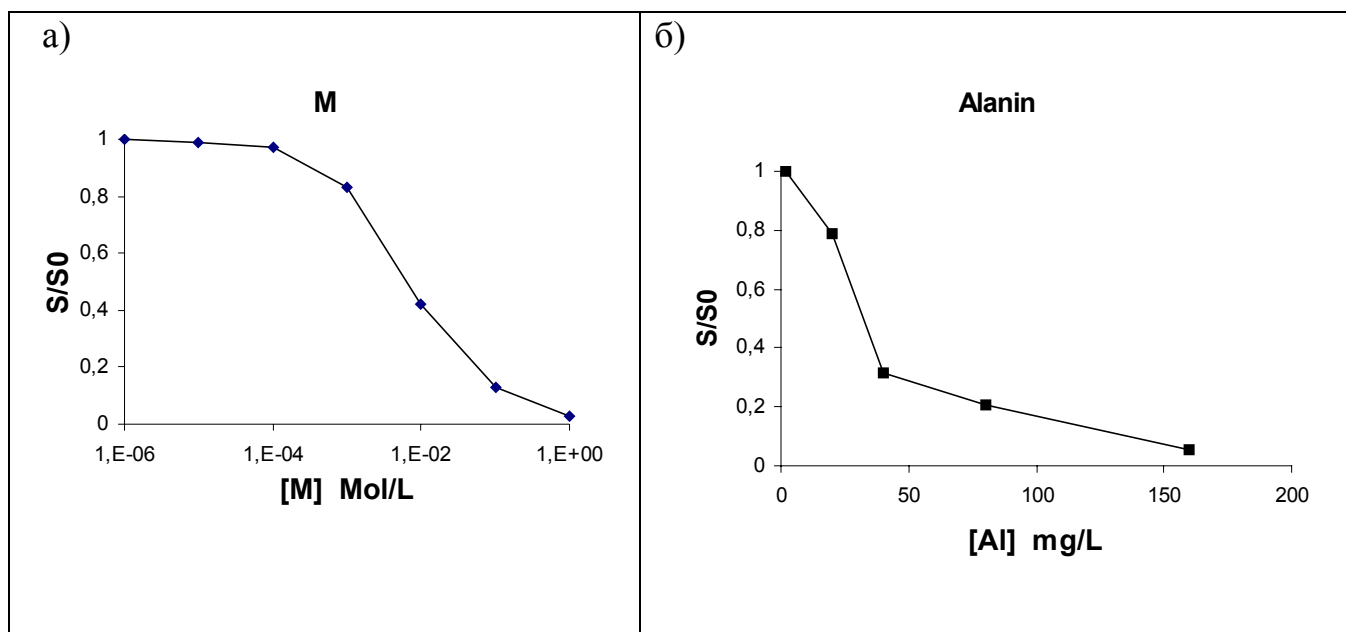 а)
M
1
0,8
0,6
0,4
0,2
0
S/S0
1,E-06 1,E-04 1,E-02 1,E+00
[M] Mol/L
б)
Alanin
1
0,8
0,6
0,4
0,2
0
S/S0
0 50 100 150 200
[Al] mg/L